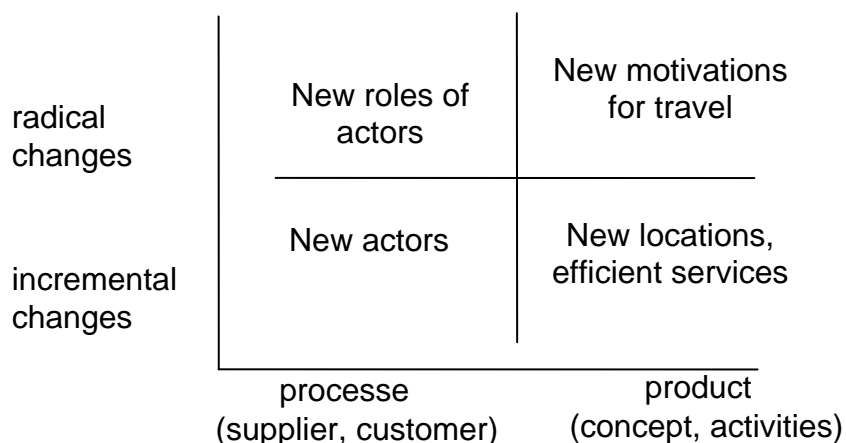 radical
changes
New roles of
actors
New motivations
for travel
incremental
changes
New actors
New locations,
efficient services
processe
(supplier, customer)
product
(concept, activities)